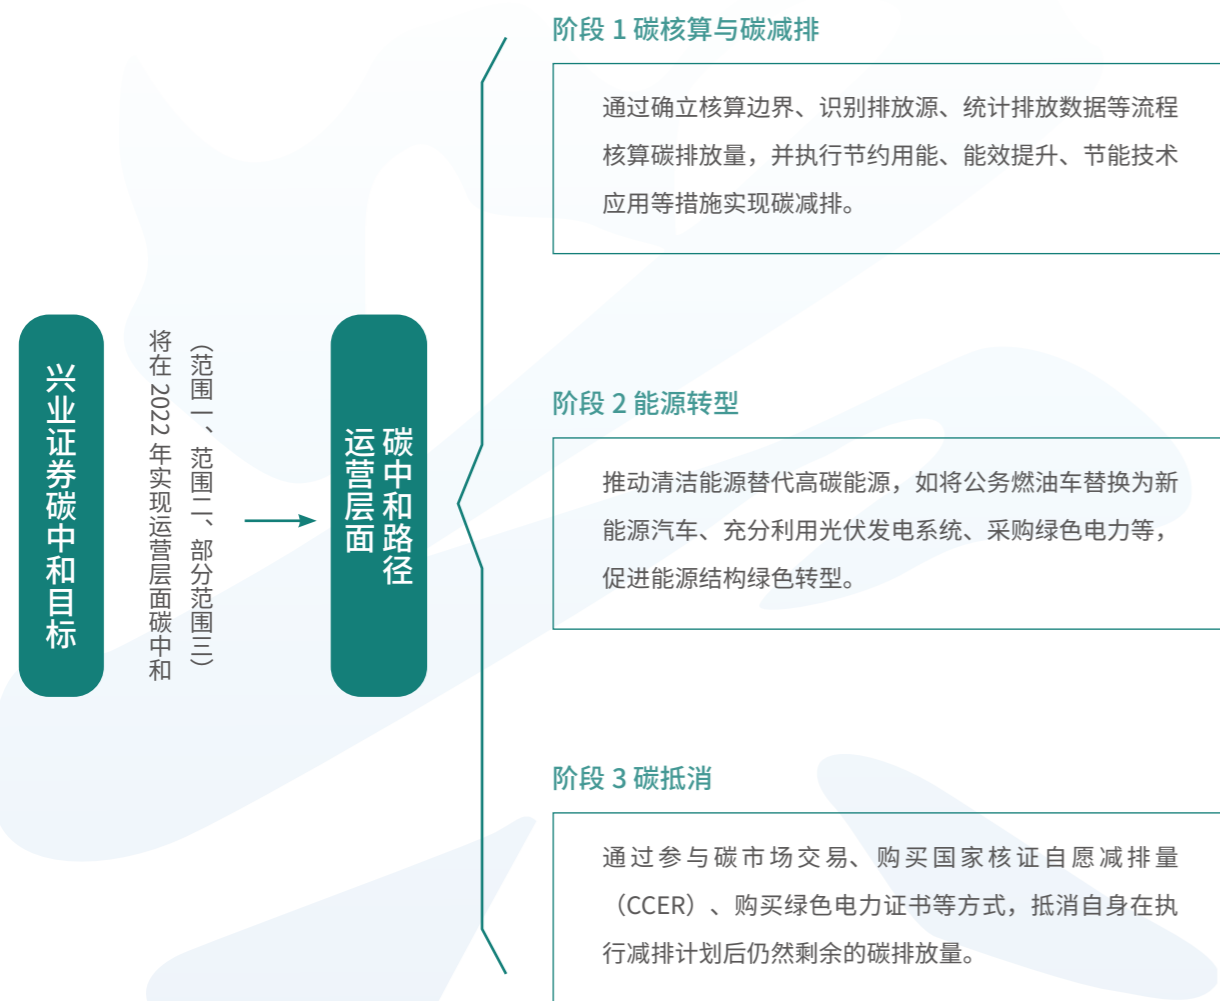 兴业证券碳中和目标
将在 2022 年实现运营层面碳中和
（范围一、范围二、部分范围三）
运营层面
碳中和路径
阶段 1 碳核算与碳减排
通过确立核算边界、识别排放源、统计排放数据等流程
核算碳排放量，并执行节约用能、能效提升、节能技术
应用等措施实现碳减排。
阶段 2 能源转型
推动清洁能源替代高碳能源，如将公务燃油车替换为新
能源汽车、充分利用光伏发电系统、采购绿色电力等，
促进能源结构绿色转型。
阶段 3 碳抵消
通过参与碳市场交易、购买国家核证自愿减排量
（CCER）、购买绿色电力证书等方式，抵消自身在执
行减排计划后仍然剩余的碳排放量。